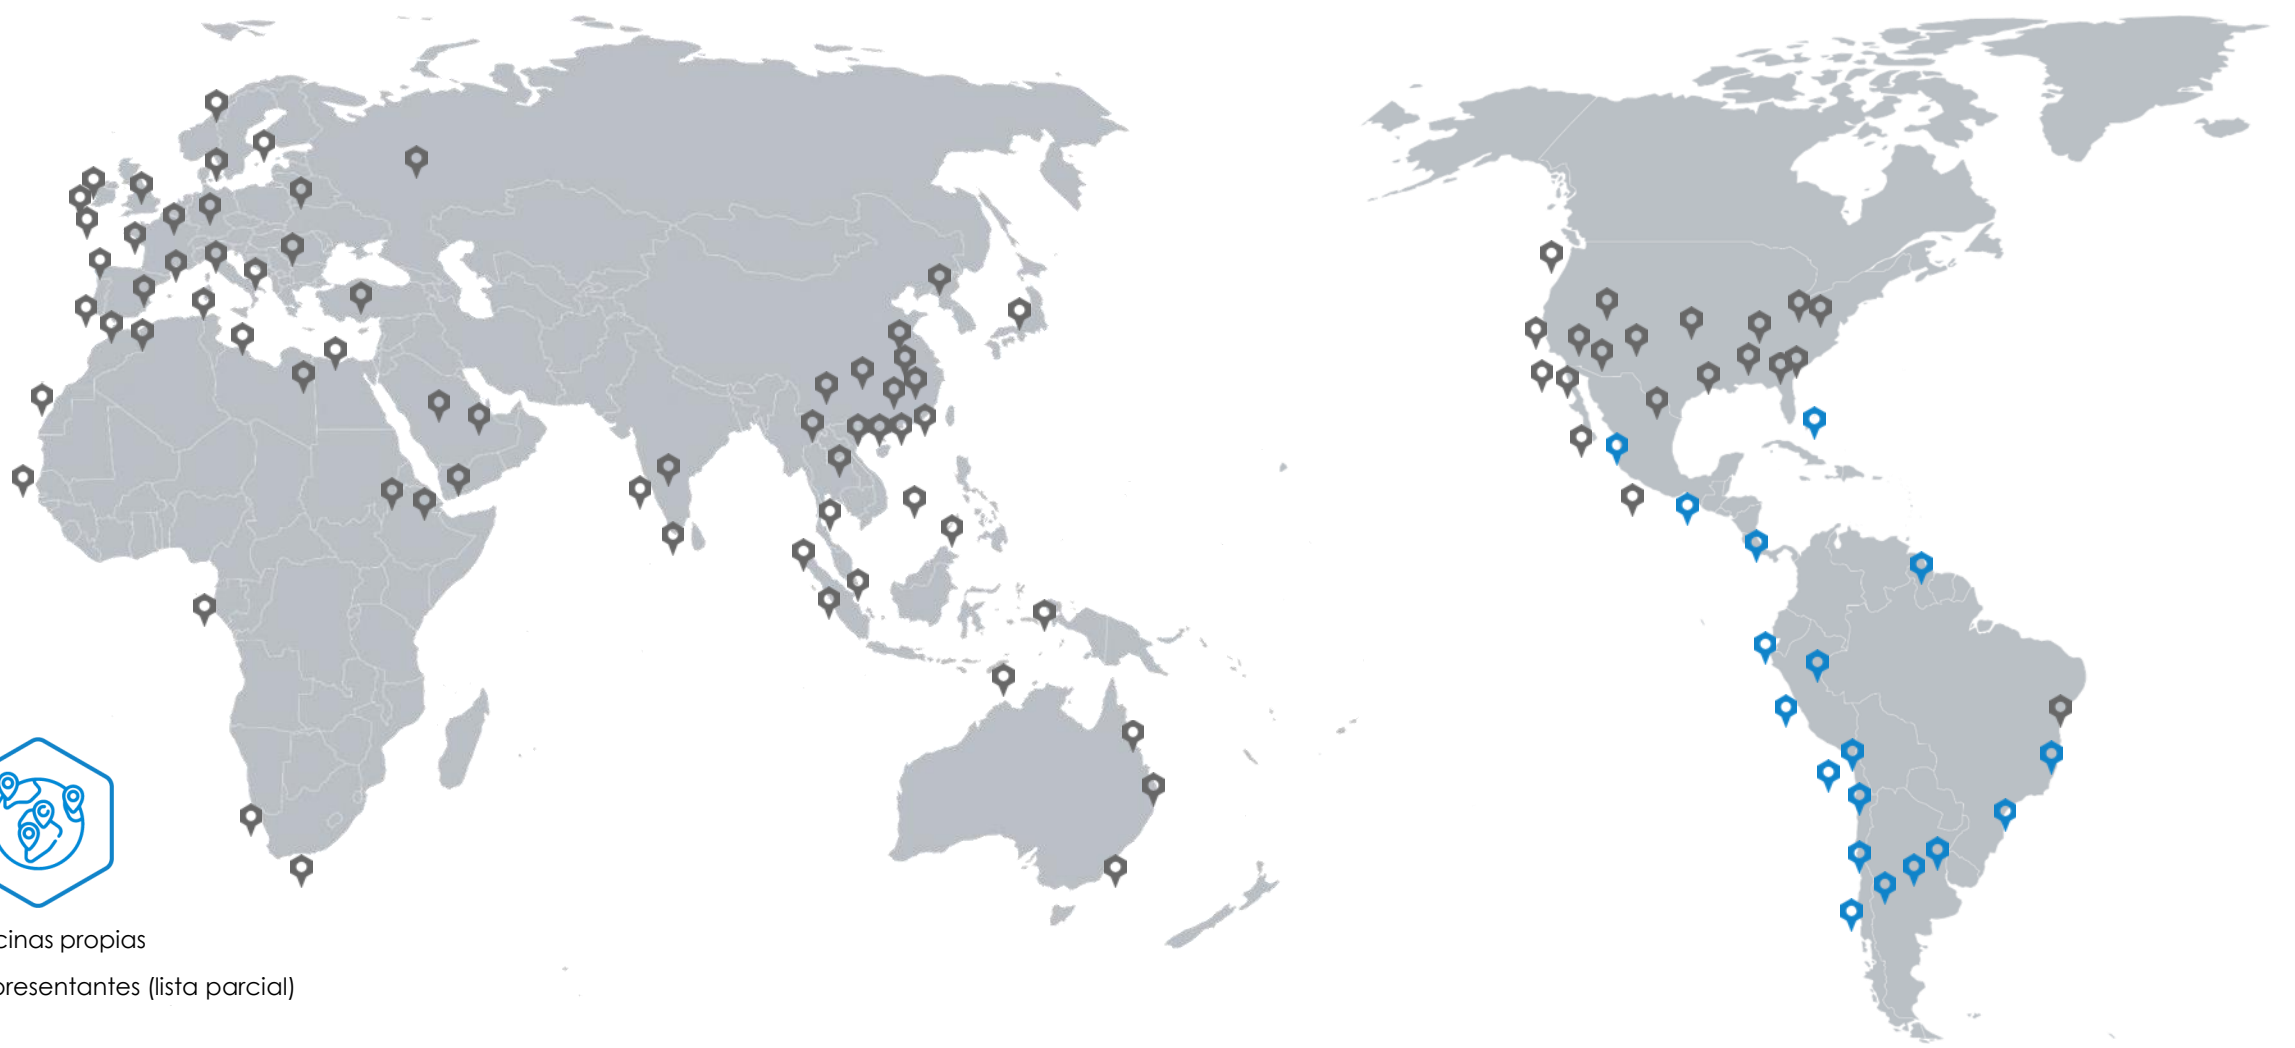 cinas propias
presentantes (lista parcial)